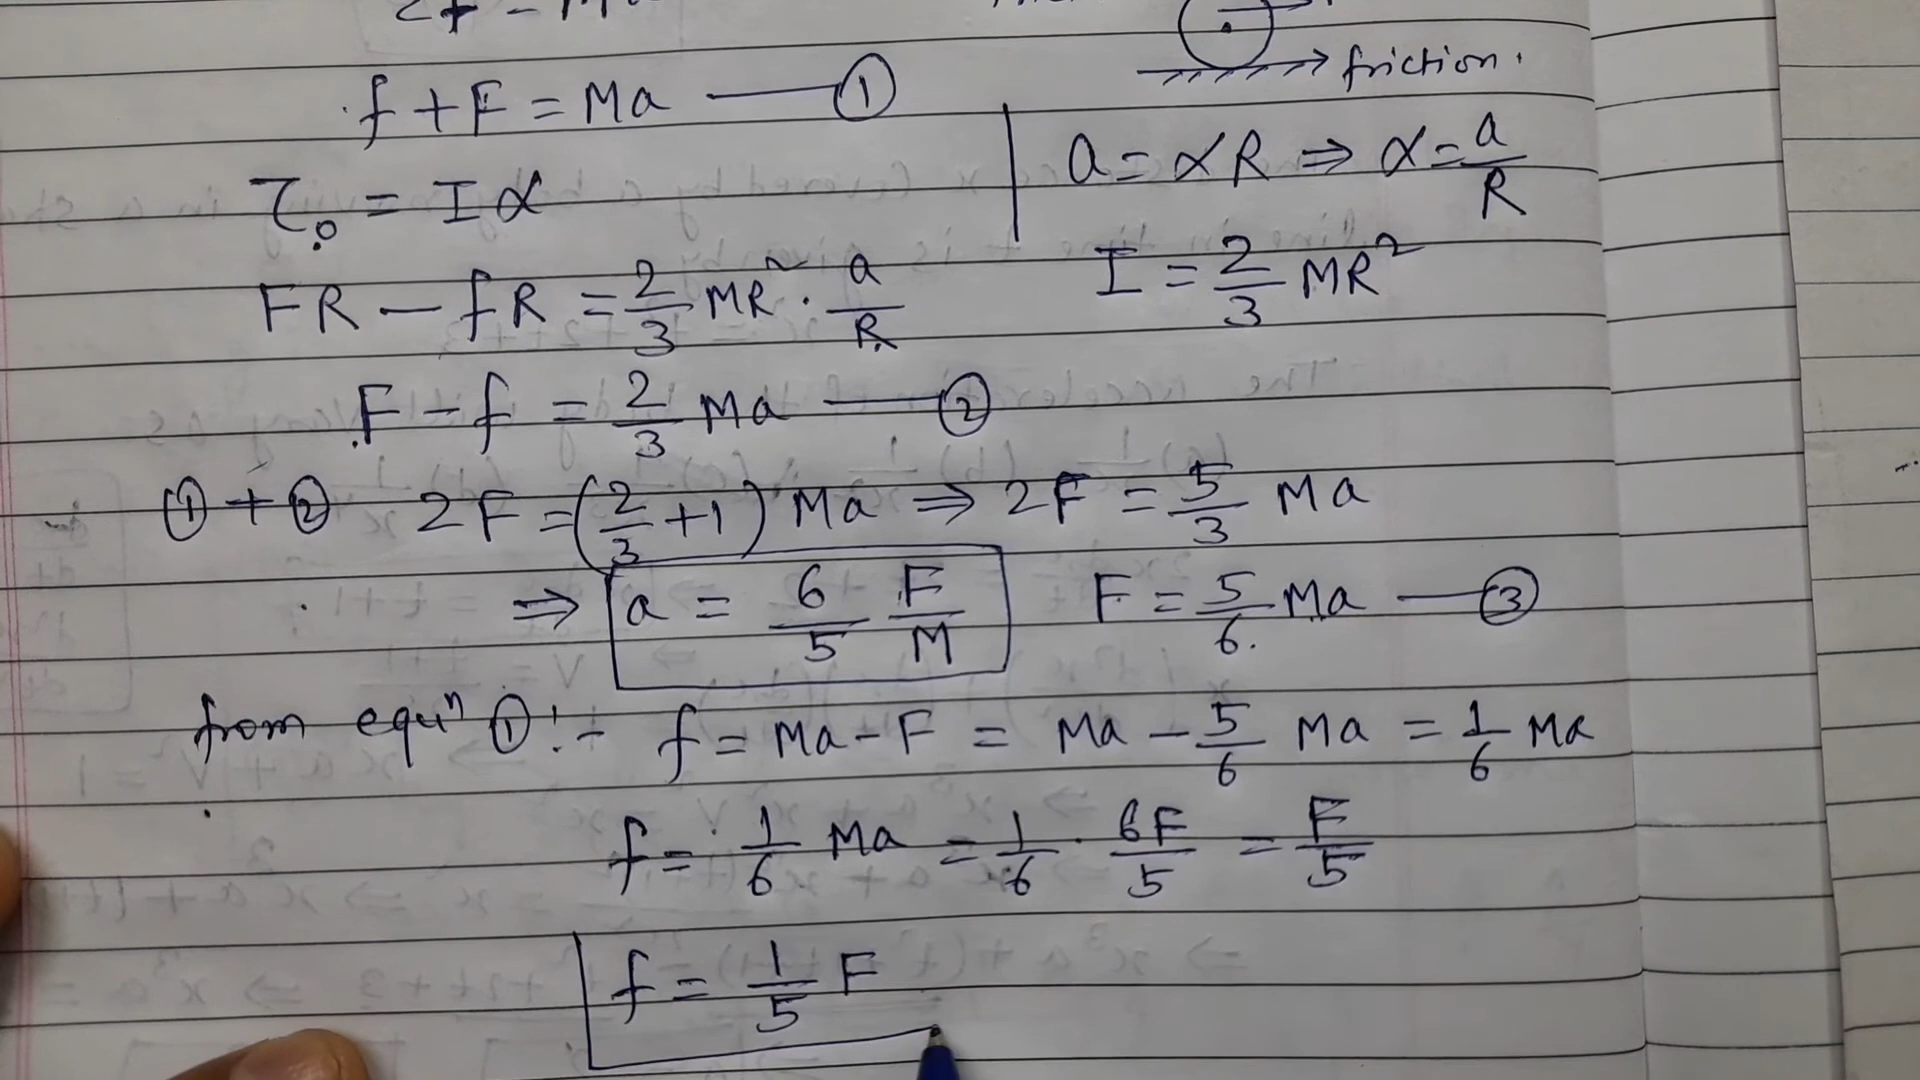 friction.
f + F = Ma —— ①
a = αR ⇒ α = a/R
τ₀ = Iα
I = 2/3 MR²
FR – fR = 2/3 MR² · a/R
F – f = 2/3 Ma —— ②
① + ② 2F = (2/3 + 1) Ma ⇒ 2F = 5/3 Ma
⇒ a = 6/5 F/M F = 5/6 Ma —— ③
from equⁿ ① :- f = Ma – F = Ma – 5/6 Ma = 1/6 Ma
f = 1/6 Ma = 1/6 · 6F/5 = F/5
f = 1/5 F